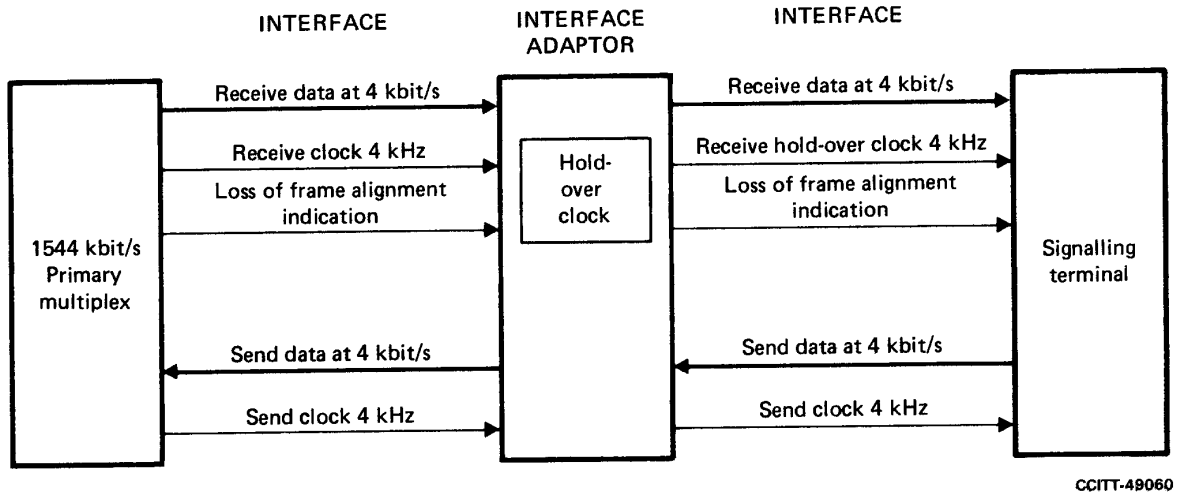 INTERFACE
INTERFACE
ADAPTOR
INTERFACE
Receive data at 4 kbit/s
Receive clock 4 kHz
Loss of frame alignment
indication
Receive data at 4 kbit/s
Receive hold-over clock 4 kHz
Loss of frame alignment
indication
Hold-
over
clock
1544 kbit/s
Primary
multiplex
Signalling
terminal
Send data at 4 kbit/s
Send clock 4 kHz
Send data at 4 kbit/s
Send clock 4 kHz
CCITT-49060